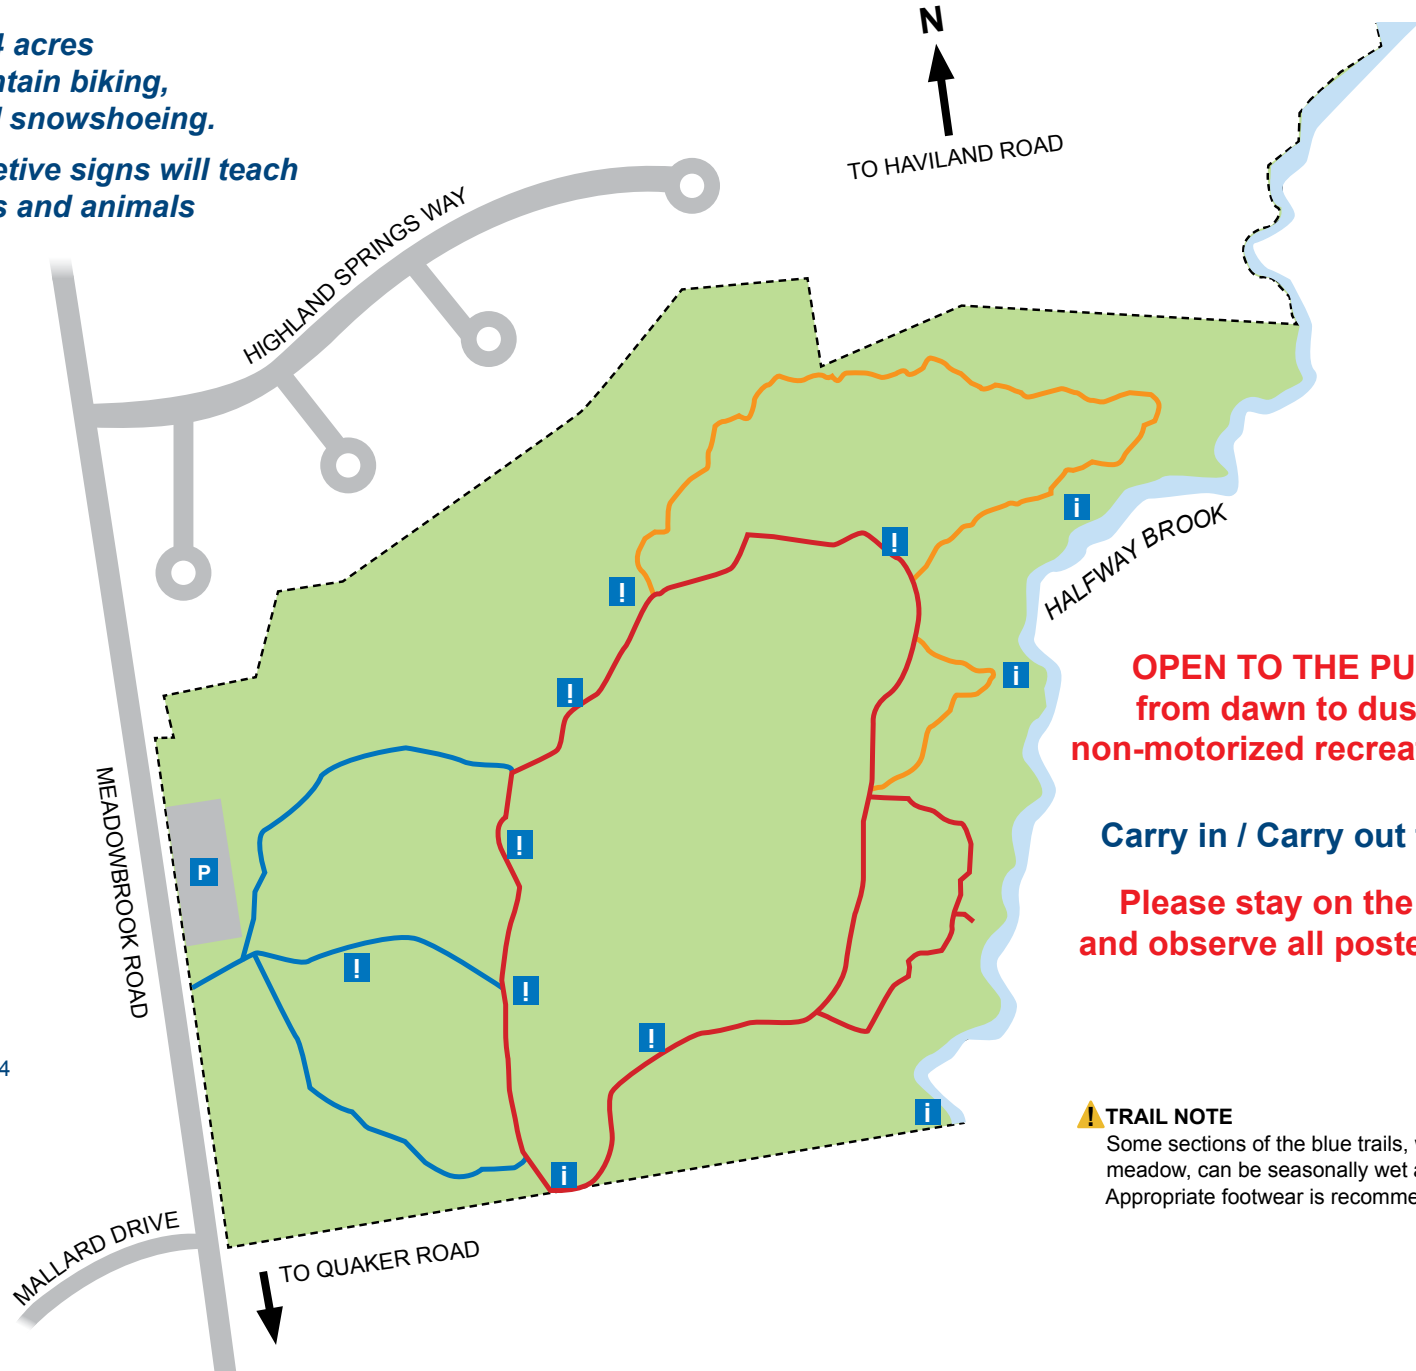 4 acres
ntain biking,
d snowshoeing.
etive signs will teach
s and animals
N
TO HAVILAND ROAD
HIGHLAND SPRINGS WAY
HALFWAY BROOK
MEADOWBROOK ROAD
P
!
!
!
!
!
!
!
!
i
i
i
i
OPEN TO THE PU
from dawn to dus
non-motorized recrea
Carry in / Carry out
Please stay on the
and observe all poste
4
! TRAIL NOTE
Some sections of the blue trails, w
meadow, can be seasonally wet a
Appropriate footwear is recomme
MALLARD DRIVE
TO QUAKER ROAD